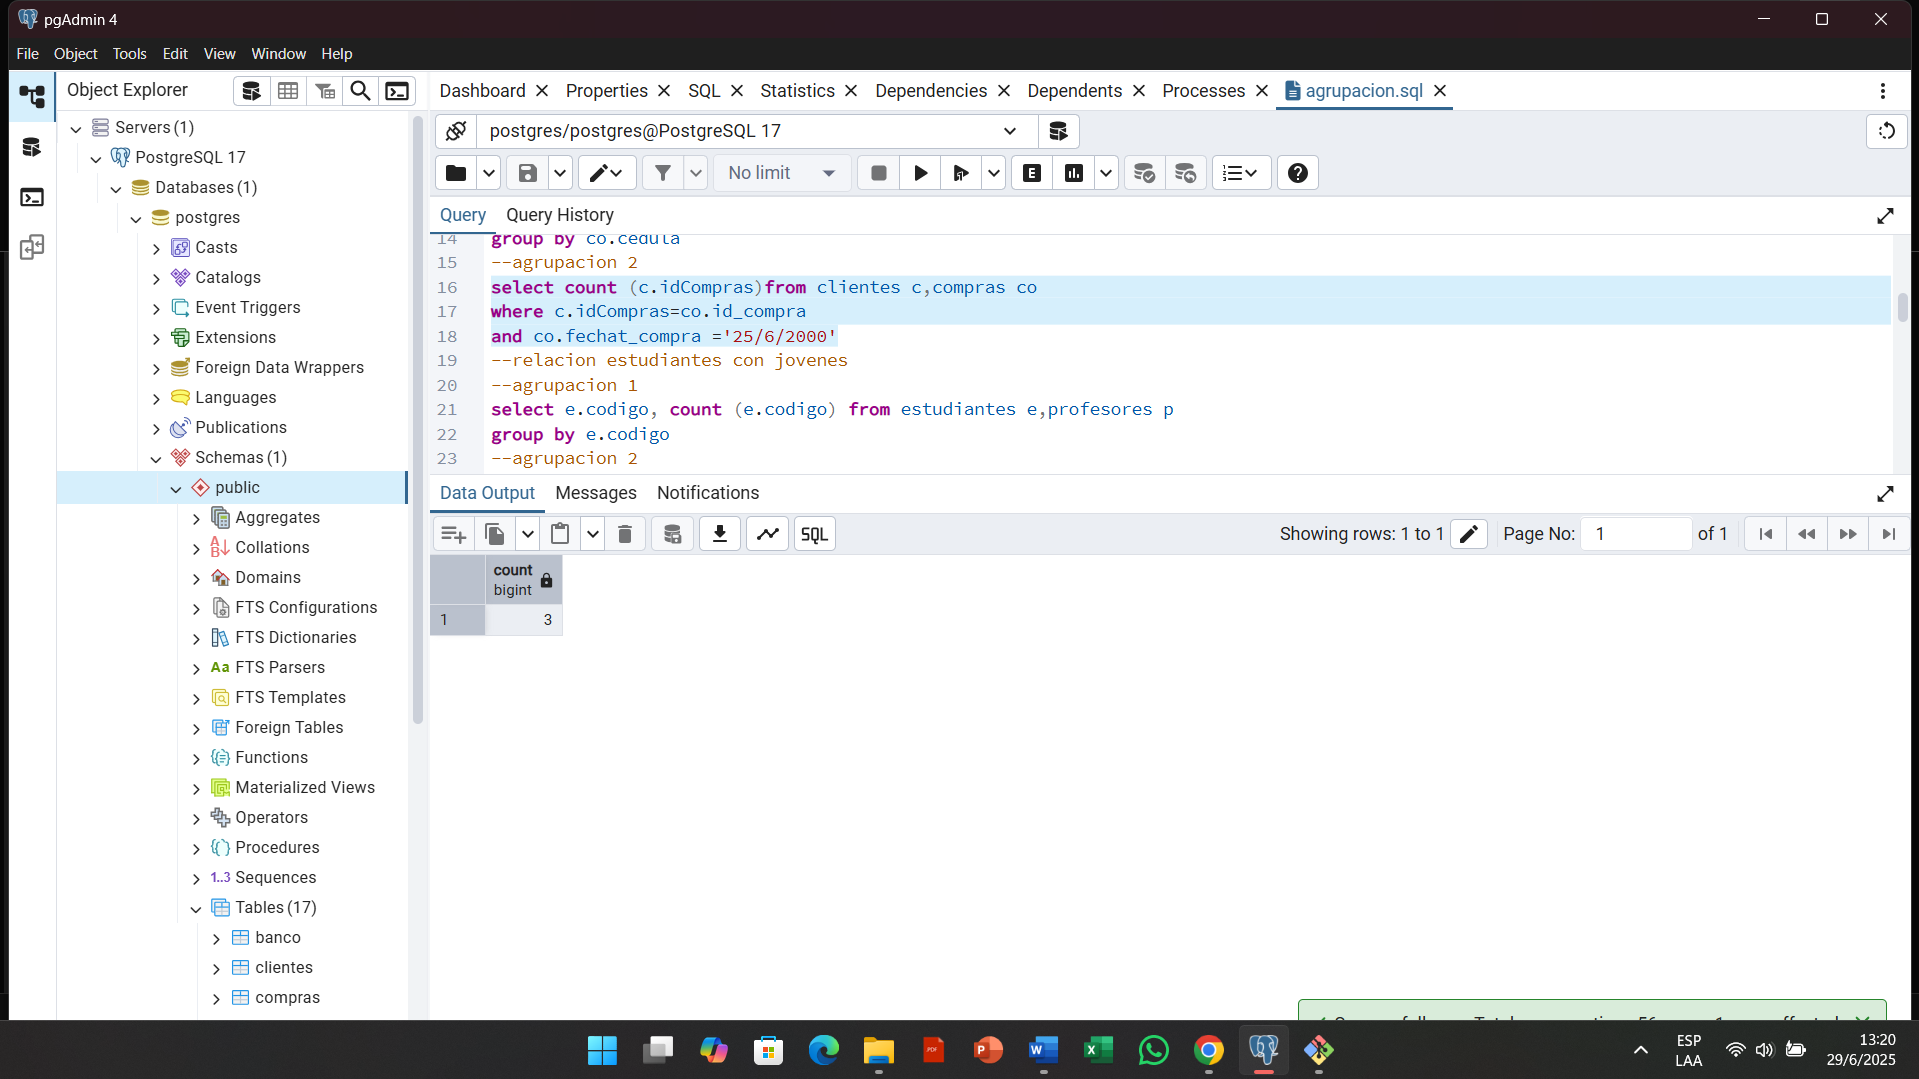 pgAdmin 4
File Object Tools Edit View Window Help
Object Explorer
Dashboard Properties SQL Statistics Dependencies Dependents Processes agrupacion.sql
Servers (1)
PostgreSQL 17
Databases (1)
postgres
Casts
Catalogs
Event Triggers
Extensions
Foreign Data Wrappers
Languages
Publications
Schemas (1)
public
Aggregates
Collations
Domains
FTS Configurations
FTS Dictionaries
Aa FTS Parsers
FTS Templates
Foreign Tables
Functions
Materialized Views
Operators
Procedures
1..3 Sequences
Tables (17)
banco
clientes
compras
postgres/postgres@PostgreSQL 17
No limit
E
Query Query History
14 group by co.cedula
15 --agrupacion 2
16 select count (c.idCompras)from clientes c,compras co
17 where c.idCompras=co.id_compra
18 and co.fechat_compra ='25/6/2000'
19 --relacion estudiantes con jovenes
20 --agrupacion 1
21 select e.codigo, count (e.codigo) from estudiantes e,profesores p
22 group by e.codigo
23 --agrupacion 2
Data Output Messages Notifications
SQL
Showing rows: 1 to 1 Page No: 1 of 1
count
bigint
1 3
ESP
LAA
13:20
29/6/2025